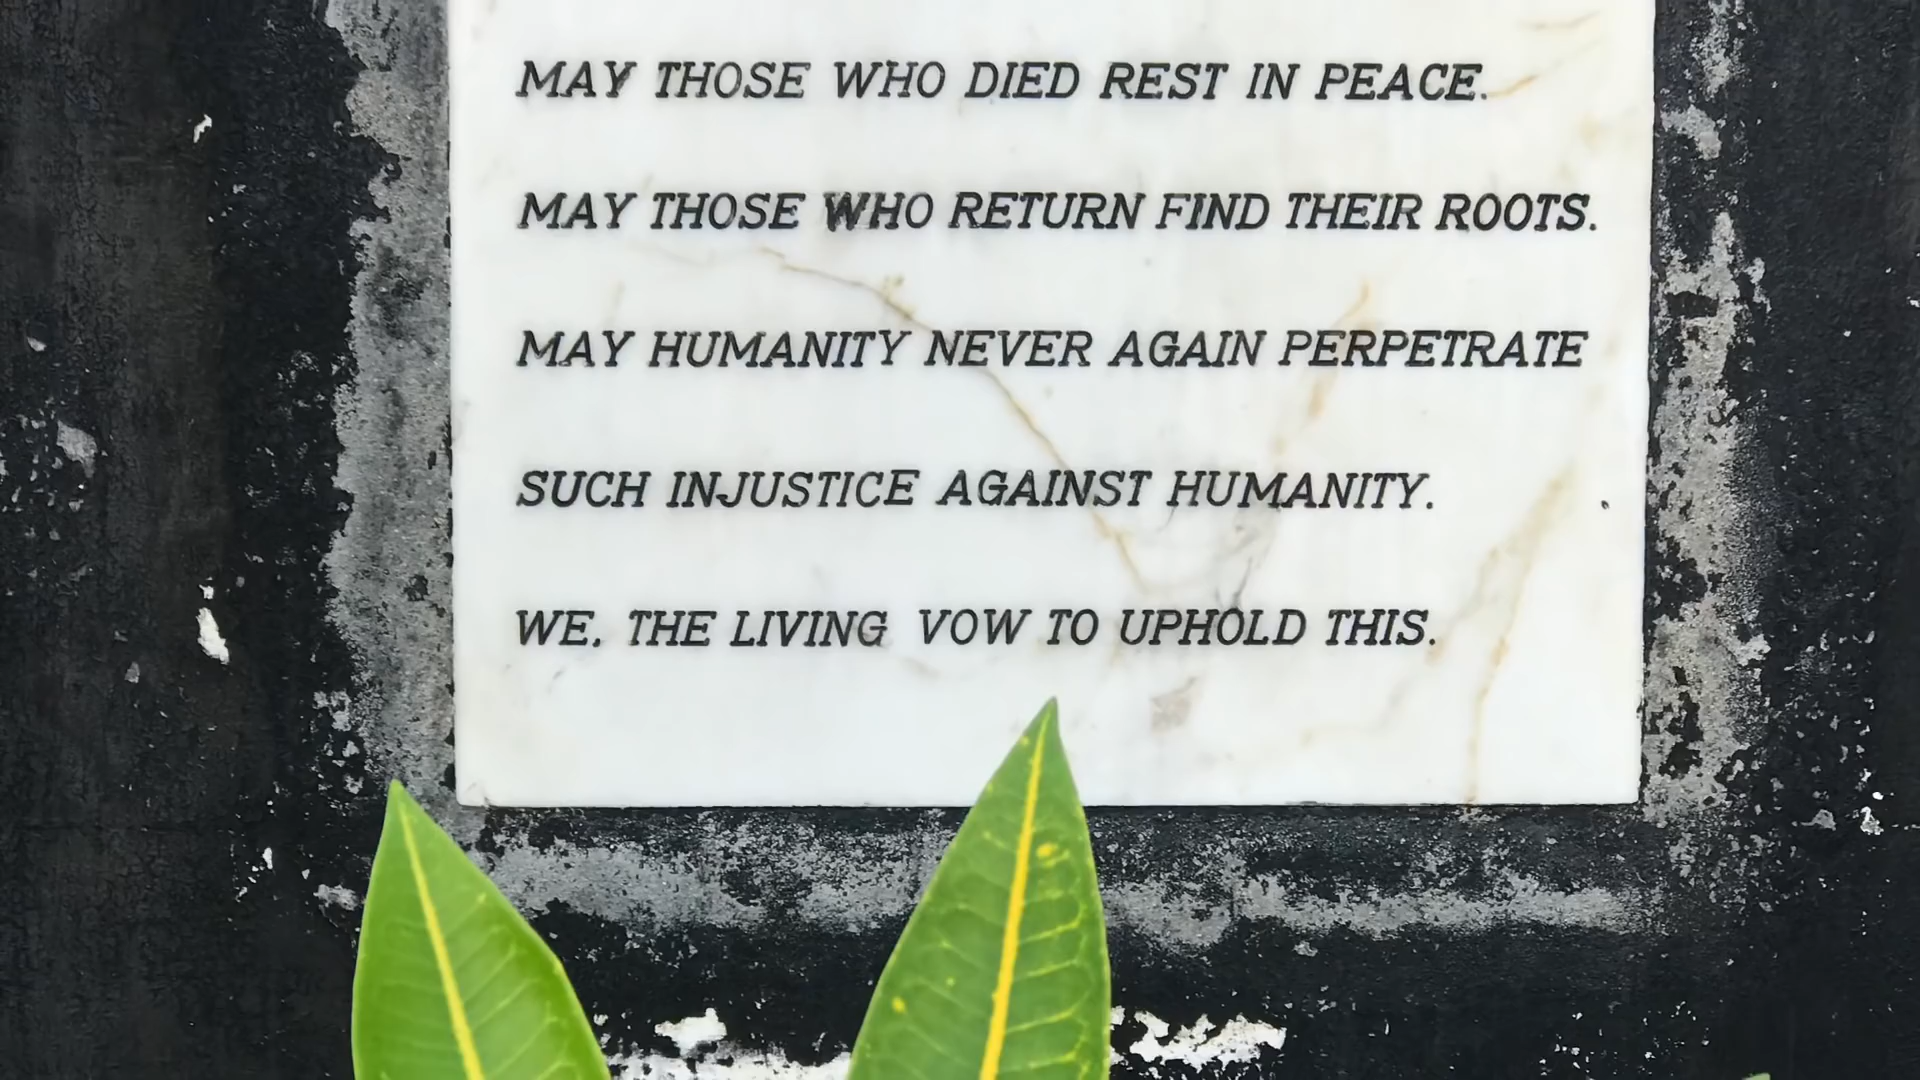 MAY THOSE WHO DIED REST IN PEACE.
MAY THOSE WHO RETURN FIND THEIR ROOTS.
MAY HUMANITY NEVER AGAIN PERPETRATE
SUCH INJUSTICE AGAINST HUMANITY.
WE, THE LIVING VOW TO UPHOLD THIS.